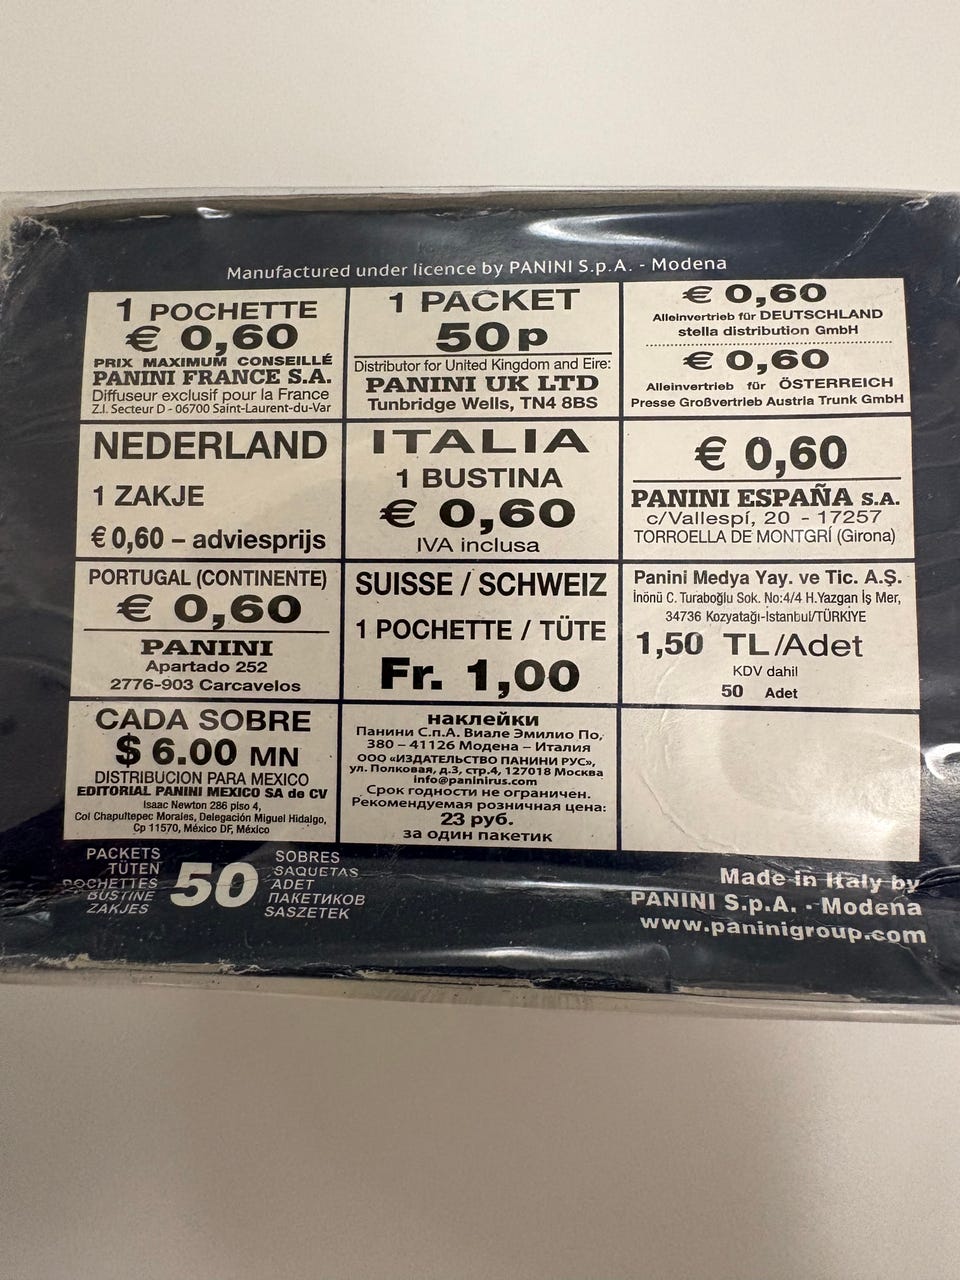 Manufactured under licence by PANINI S.p.A. - Modena
1 POCHETTE
€ 0,60
PRIX MAXIMUM CONSEILLÉ
PANINI FRANCE S.A.
Diffuseur exclusif pour la France
Z.I. Secteur D - 06700 Saint-Laurent-du-Var
1 PACKET
50p
Distributor for United Kingdom and Eire:
PANINI UK LTD
Tunbridge Wells, TN4 8BS
€ 0,60
Alleinvertrieb für DEUTSCHLAND
stella distribution GmbH
€ 0,60
Alleinvertrieb für ÖSTERREICH
Presse Großvertrieb Austria Trunk GmbH
NEDERLAND
1 ZAKJE
€ 0,60 – adviesprijs
ITALIA
1 BUSTINA
€ 0,60
IVA inclusa
€ 0,60
PANINI ESPAÑA S.A.
c/Vallespí, 20 - 17257
TORROELLA DE MONTGRÍ (Girona)
PORTUGAL (CONTINENTE)
€ 0,60
PANINI
Apartado 252
2776-903 Carcavelos
SUISSE / SCHWEIZ
1 POCHETTE / TÜTE
Fr. 1,00
Panini Medya Yay. ve Tic. A.Ş.
İnönü C. Turaboğlu Sok. No:4/4 H.Yazgan İş Mer,
34736 Kozyatağı-İstanbul/TÜRKİYE
1,50 TL/Adet
KDV dahil
50 Adet
CADA SOBRE
$ 6.00 MN
DISTRIBUCION PARA MEXICO
EDITORIAL PANINI MEXICO SA de CV
Isaac Newton 286 piso 4,
Col Chapultepec Morales, Delegación Miguel Hidalgo,
Cp 11570, México DF, México
наклейки
Панини С.п.А. Виале Эмилио По,
380 – 41126 Модена – Италия
ООО «ИЗДАТЕЛЬСТВО ПАНИНИ РУС»,
ул. Полковая, д.3, стр.4, 127018 Москва
info@paninirus.com
Срок годности не ограничен.
Рекомендуемая розничная цена:
23 руб.
за один пакетик
PACKETS
TÜTEN
POCHETTES
BUSTINE
ZAKJES
50
SOBRES
SAQUETAS
ADET
ПАКЕТИКОВ
SASZETEK
Made in Italy by
PANINI S.p.A. - Modena
www.paninigroup.com